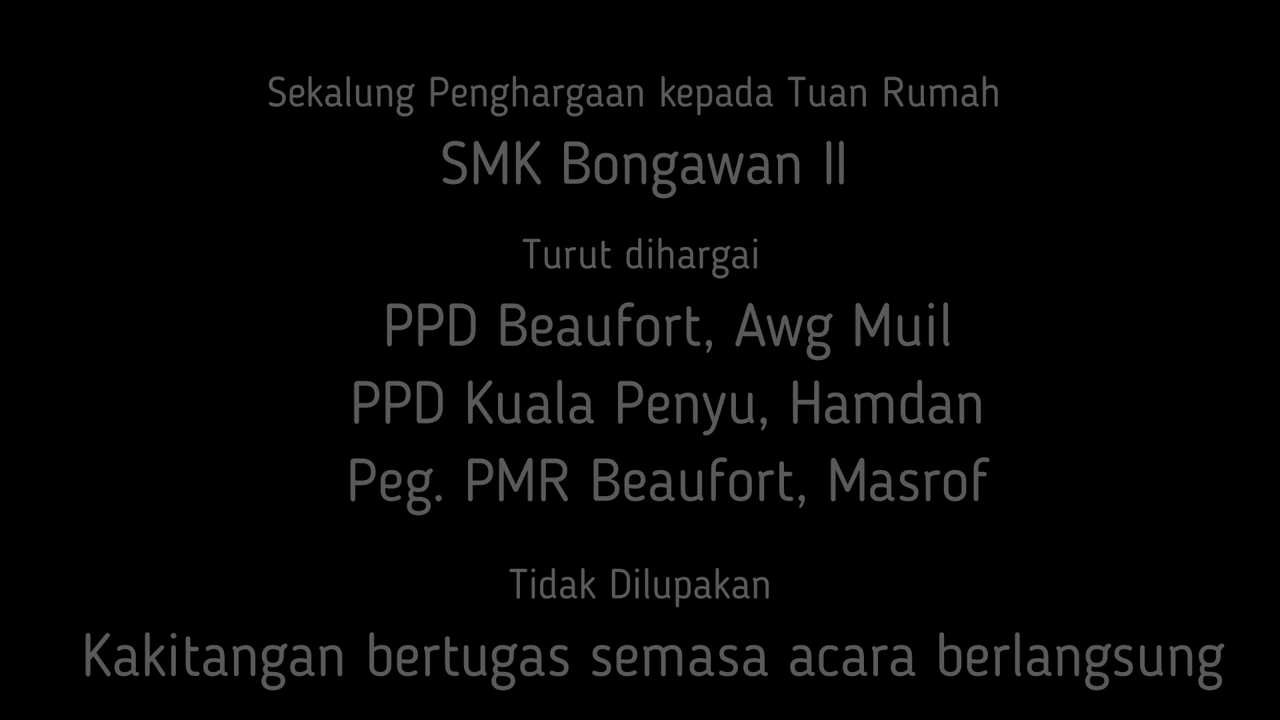 Sekalung Penghargaan kepada Tuan Rumah
SMK Bongawan II
Turut dihargai
PPD Beaufort, Awg Muil
PPD Kuala Penyu, Hamdan
Peg. PMR Beaufort, Masrof
Tidak Dilupakan
Kakitangan bertugas semasa acara berlangsung